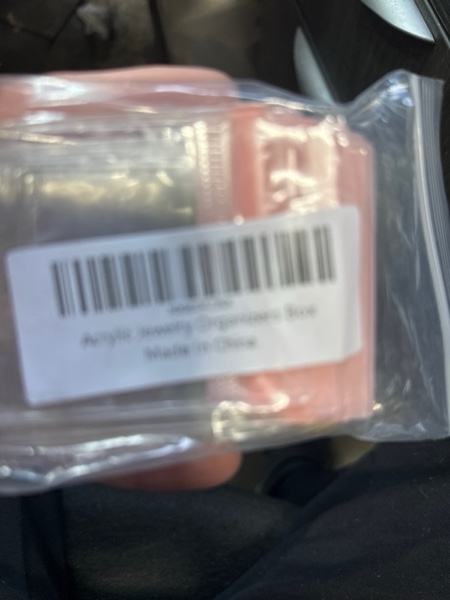 Acrylic Jewelry Organizers Box
Made in China